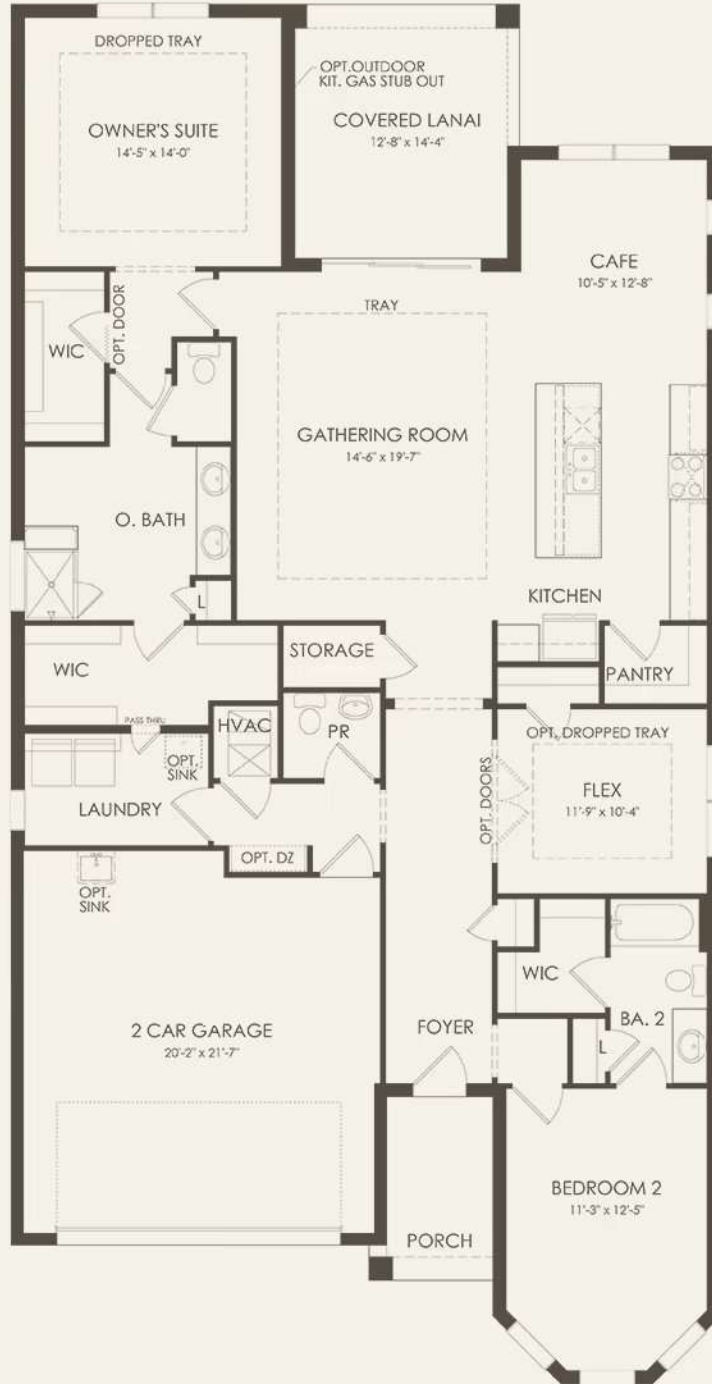 DROPPED TRAY
OWNER'S SUITE
14'-5" x 14'-0"
OPT.OUTDOOR
KIT. GAS STUB OUT
COVERED LANAI
12'-8" x 14'-4"
CAFE
10'-5" x 12'-8"
WIC
OPT. DOOR
TRAY
GATHERING ROOM
14'-6" x 19'-7"
O. BATH
L
KITCHEN
WIC
STORAGE
PANTRY
PASS THRU
HVAC
PR
OPT.
SINK
LAUNDRY
OPT. DROPPED TRAY
OPT. DOORS
FLEX
11'-9" x 10'-4"
OPT. DZ
OPT.
SINK
2 CAR GARAGE
20'-2" x 21'-7"
FOYER
WIC
BA. 2
L
BEDROOM 2
11'-3" x 12'-5"
PORCH